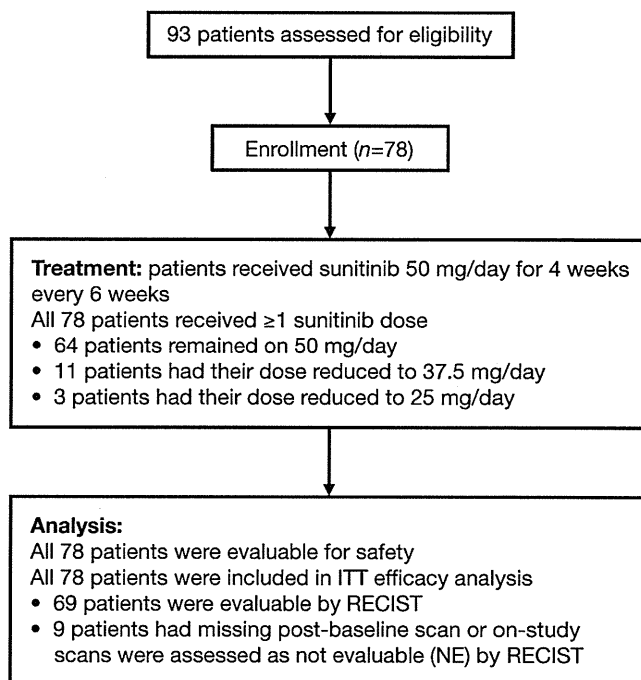 93 patients assessed for eligibility
Enrollment (n=78)
Treatment: patients received sunitinib 50 mg/day for 4 weeks
every 6 weeks
All 78 patients received ≥1 sunitinib dose
• 64 patients remained on 50 mg/day
• 11 patients had their dose reduced to 37.5 mg/day
• 3 patients had their dose reduced to 25 mg/day
Analysis:
All 78 patients were evaluable for safety
All 78 patients were included in ITT efficacy analysis
• 69 patients were evaluable by RECIST
• 9 patients had missing post-baseline scan or on-study
scans were assessed as not evaluable (NE) by RECIST